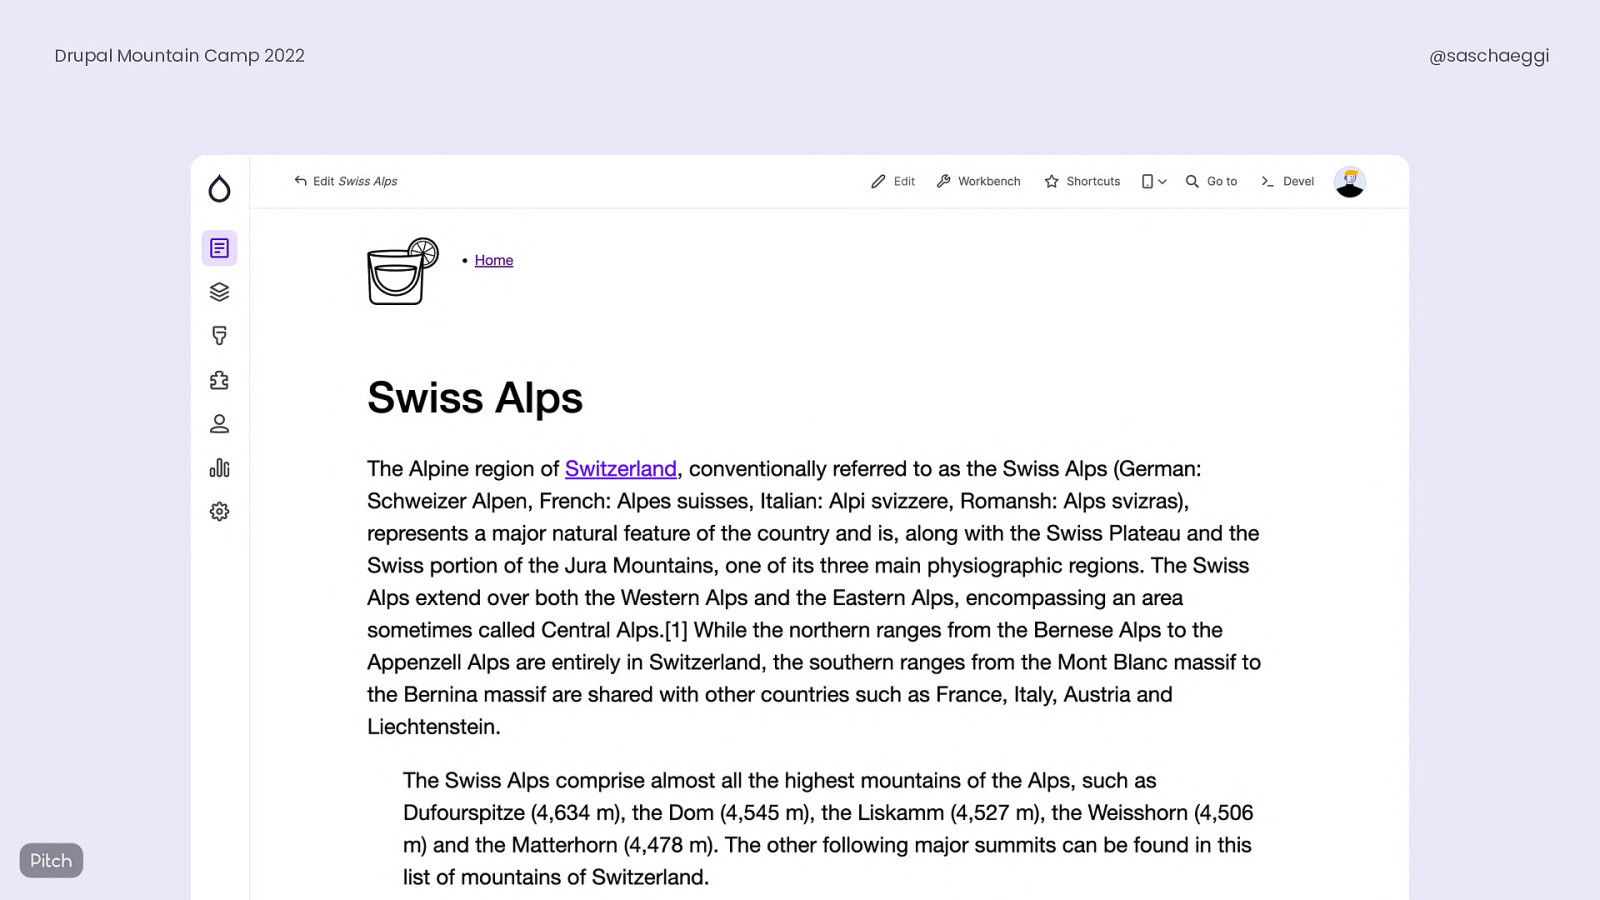 Drupal Mountain Camp 2022
@saschaeggi
Edit Swiss Alps
Edit
Workbench
Shortcuts
Go to
Devel
• Home
Swiss Alps
The Alpine region of Switzerland, conventionally referred to as the Swiss Alps (German:
Schweizer Alpen, French: Alpes suisses, Italian: Alpi svizzere, Romansh: Alps svizras),
represents a major natural feature of the country and is, along with the Swiss Plateau and the
Swiss portion of the Jura Mountains, one of its three main physiographic regions. The Swiss
Alps extend over both the Western Alps and the Eastern Alps, encompassing an area
sometimes called Central Alps.[1] While the northern ranges from the Bernese Alps to the
Appenzell Alps are entirely in Switzerland, the southern ranges from the Mont Blanc massif to
the Bernina massif are shared with other countries such as France, Italy, Austria and
Liechtenstein.
The Swiss Alps comprise almost all the highest mountains of the Alps, such as
Dufourspitze (4,634 m), the Dom (4,545 m), the Liskamm (4,527 m), the Weisshorn (4,506
m) and the Matterhorn (4,478 m). The other following major summits can be found in this
list of mountains of Switzerland.
Pitch